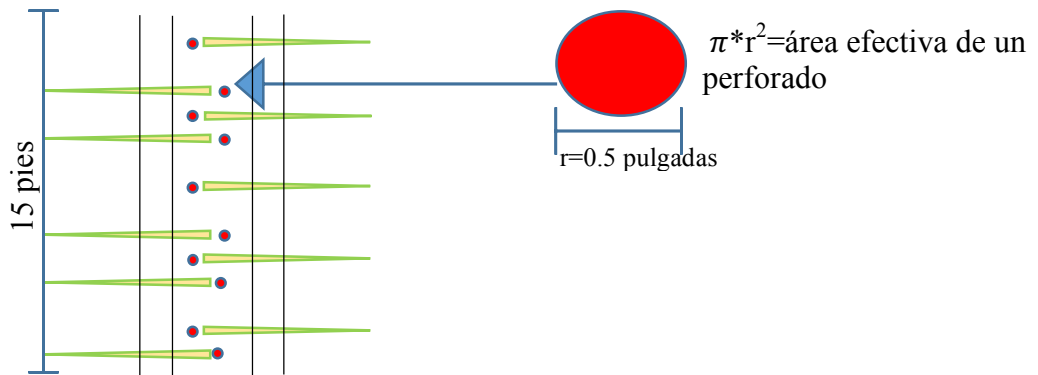 15 pies
π*r²=área efectiva de un
perforado
r=0.5 pulgadas